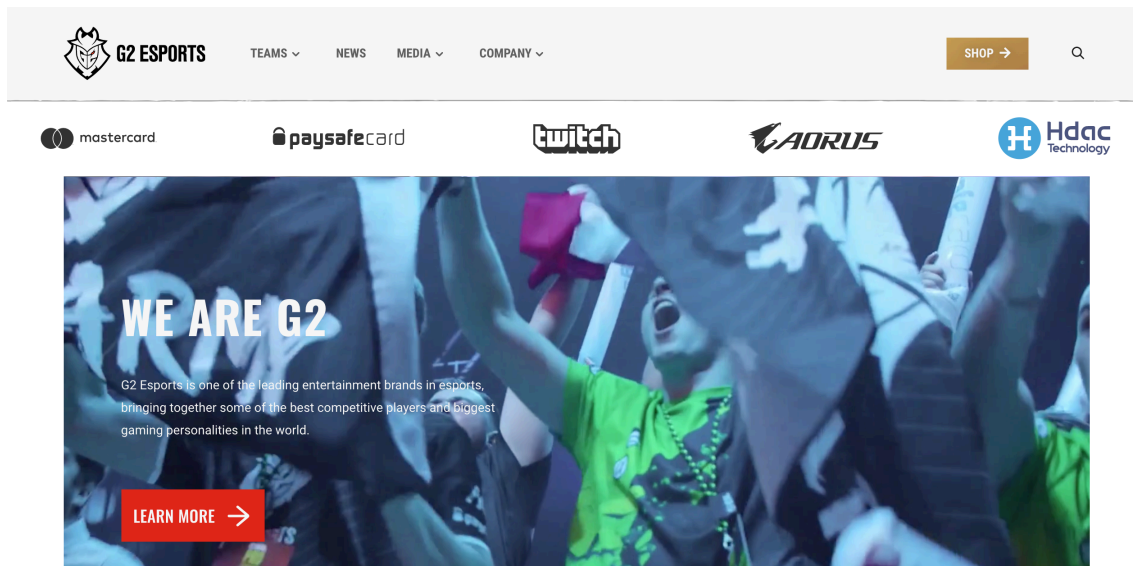 G2 ESPORTS
TEAMS
NEWS
MEDIA
COMPANY
SHOP
mastercard
paysafecard
twitch
AORUS
Hdac
Technology
WE ARE G2
G2 Esports is one of the leading entertainment brands in esports,
bringing together some of the best competitive players and biggest
gaming personalities in the world.
LEARN MORE